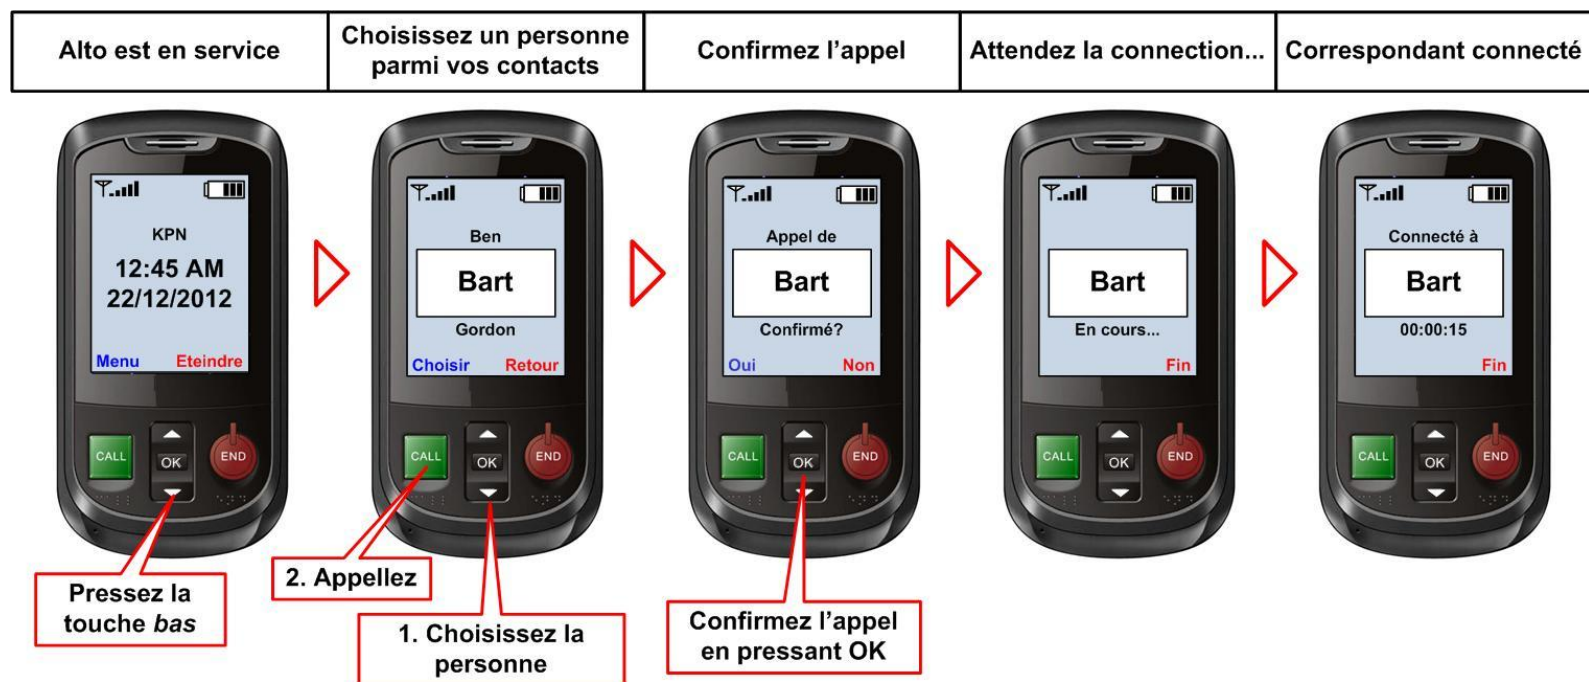 Alto est en service
Choisissez un personne
parmi vos contacts
Confirmez l'appel
Attendez la connection...
Correspondant connecté
KPN
12:45 AM
22/12/2012
Menu Eteindre
CALL OK END
Pressez la
touche bas
Ben
Bart
Gordon
Choisir Retour
CALL OK END
2. Appellez
1. Choisissez la
personne
Appel de
Bart
Confirmé?
Oui Non
CALL OK END
Confirmez l'appel
en pressant OK
Bart
En cours...
Fin
CALL OK END
Connecté à
Bart
00:00:15
Fin
CALL OK END